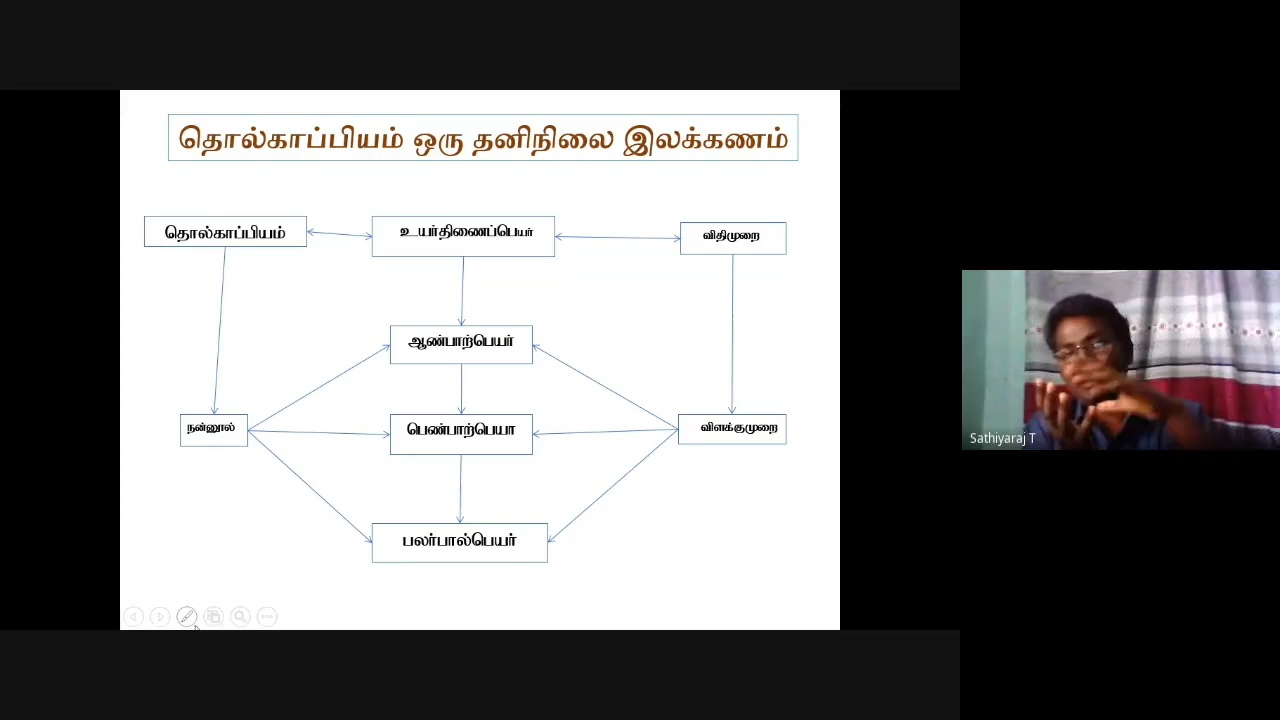 தொல்காப்பியம் ஒரு தனிநிலை இலக்கணம்
தொல்காப்பியம்
உயர்திணைப்பெயர்
விதிமுறை
ஆண்பாற்பெயர்
நன்னூல்
பெண்பாற்பெயா
விளக்குமுறை
பலர்பால்பெயர்
Sathiyaraj T